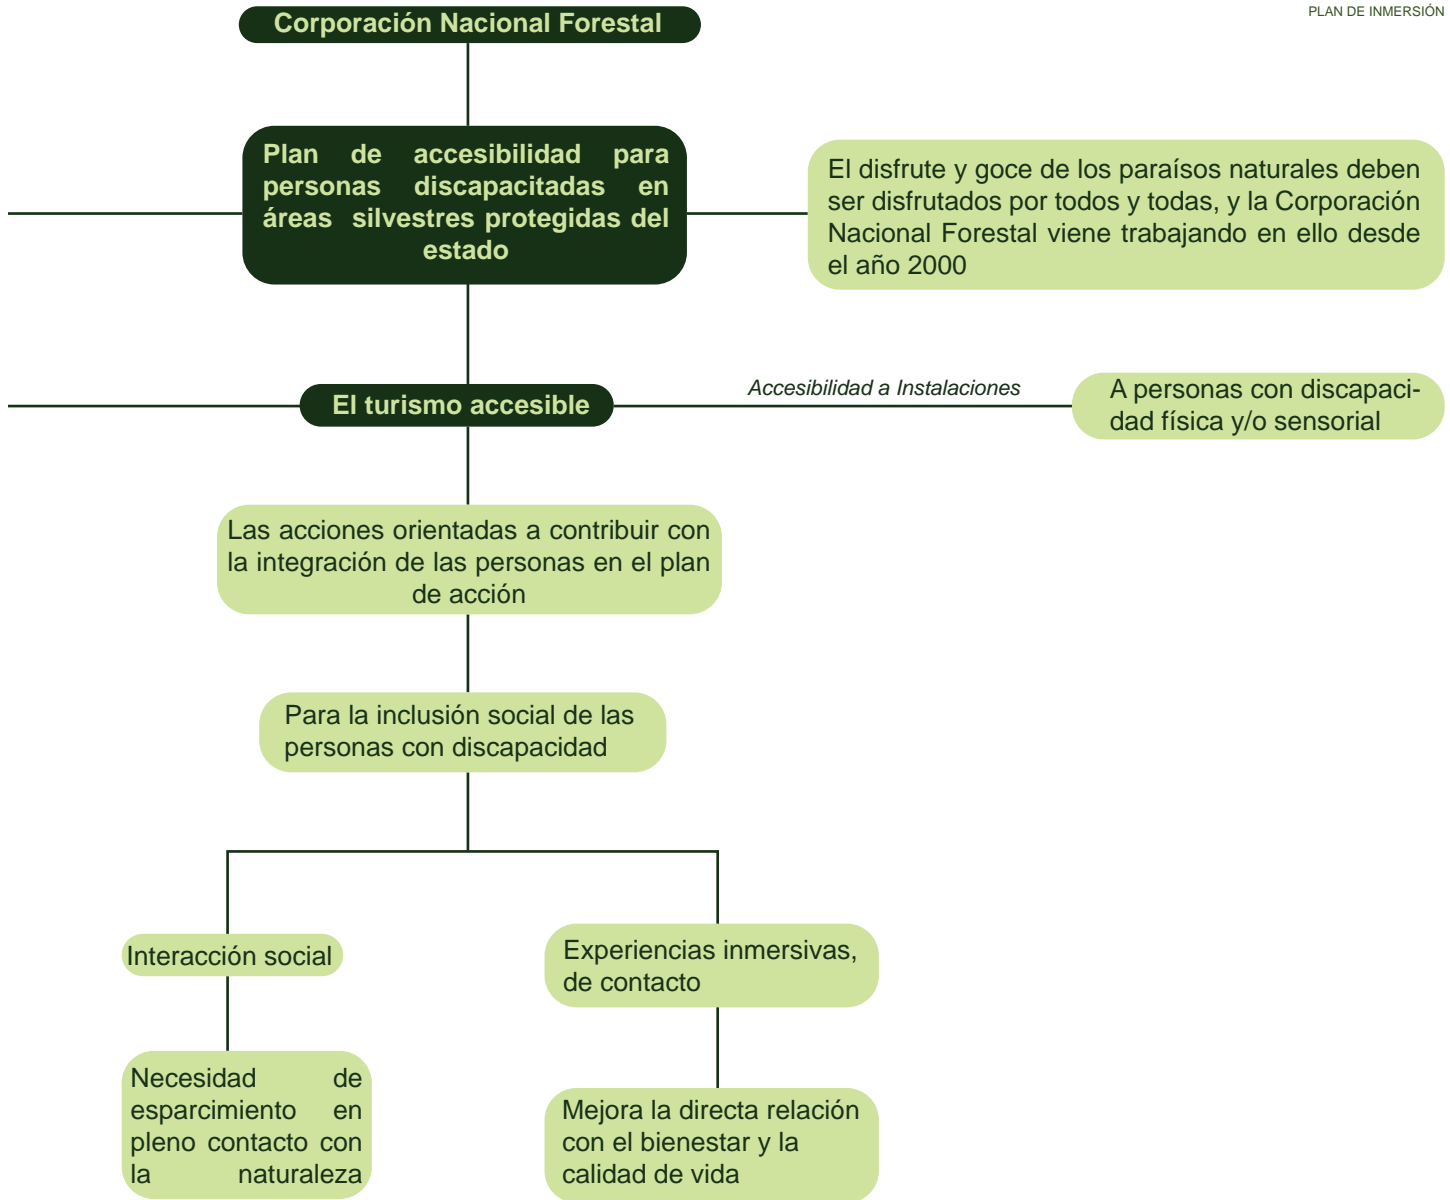 PLAN DE INMERSIÓN
Corporación Nacional Forestal
Plan de accesibilidad para
personas discapacitadas en
áreas silvestres protegidas del
estado
El disfrute y goce de los paraísos naturales deben
ser disfrutados por todos y todas, y la Corporación
Nacional Forestal viene trabajando en ello desde
el año 2000
El turismo accesible
Accesibilidad a Instalaciones
A personas con discapaci-
dad física y/o sensorial
Las acciones orientadas a contribuir con
la integración de las personas en el plan
de acción
Para la inclusión social de las
personas con discapacidad
Interacción social
Experiencias inmersivas,
de contacto
Necesidad de
esparcimiento en
pleno contacto con
la naturaleza
Mejora la directa relación
con el bienestar y la
calidad de vida